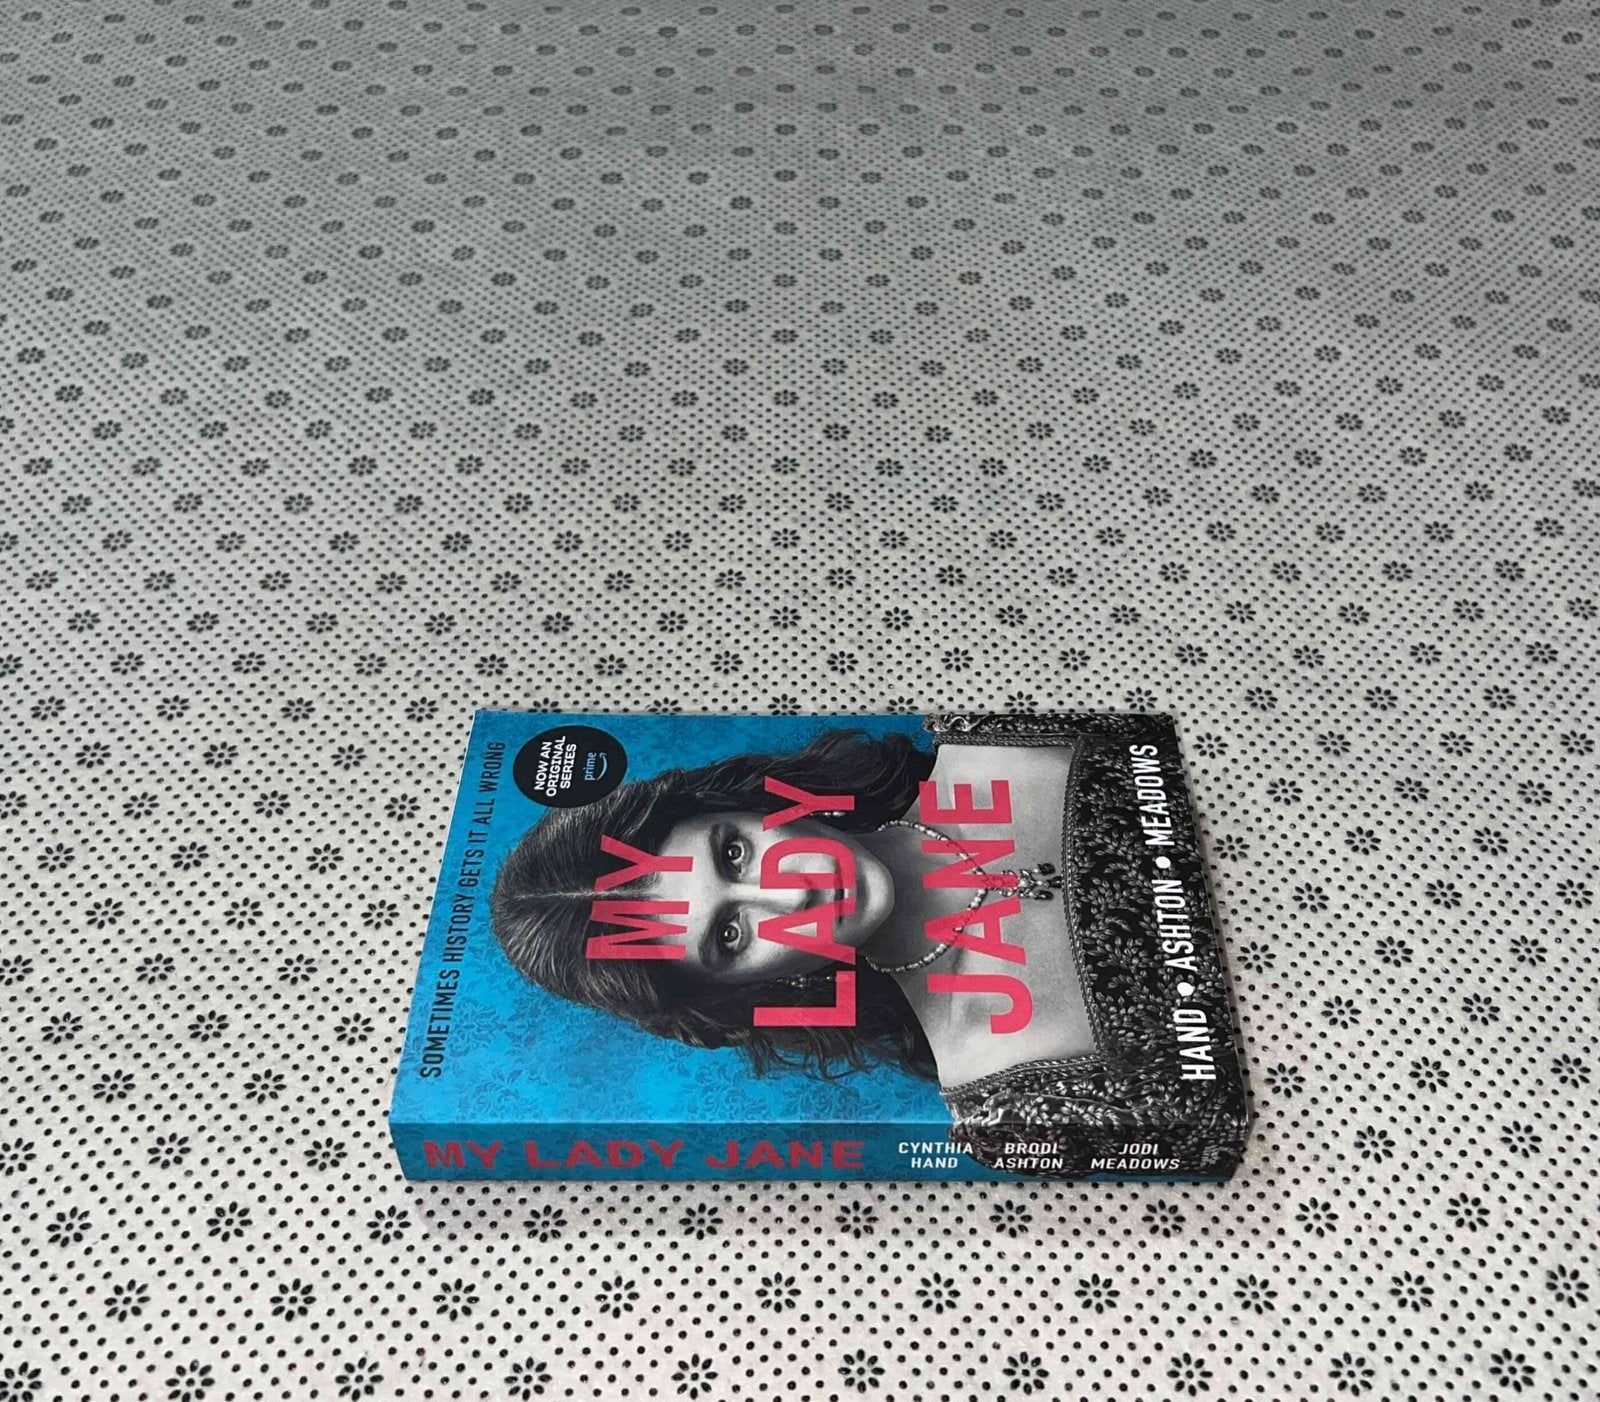 SOMETIMES HISTORY GETS IT ALL WRONG
NOW AN
ORIGINAL
SERIES
prime
MY
LADY
JANE
HAND • ASHTON • MEADOWS
MY LADY JANE
CYNTHIA
HAND
BRODI
ASHTON
JODI
MEADOWS